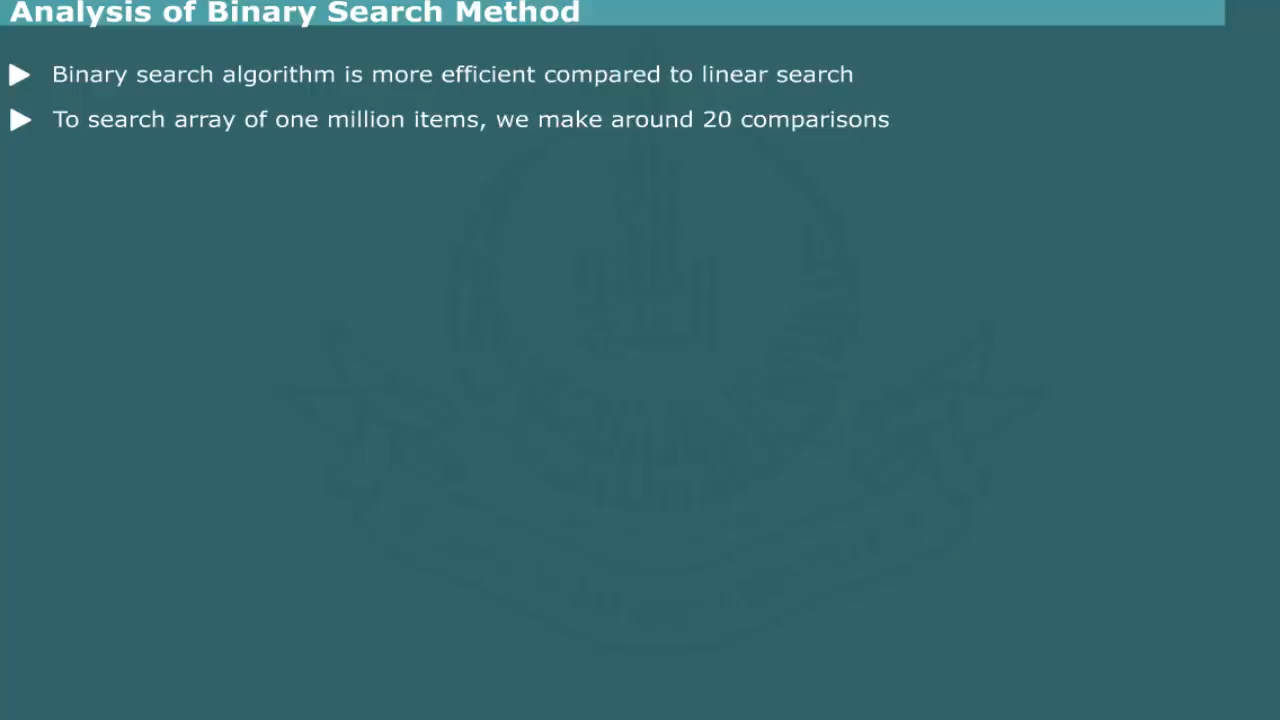 Analysis of Binary Search Method
Binary search algorithm is more efficient compared to linear search
To search array of one million items, we make around 20 comparisons